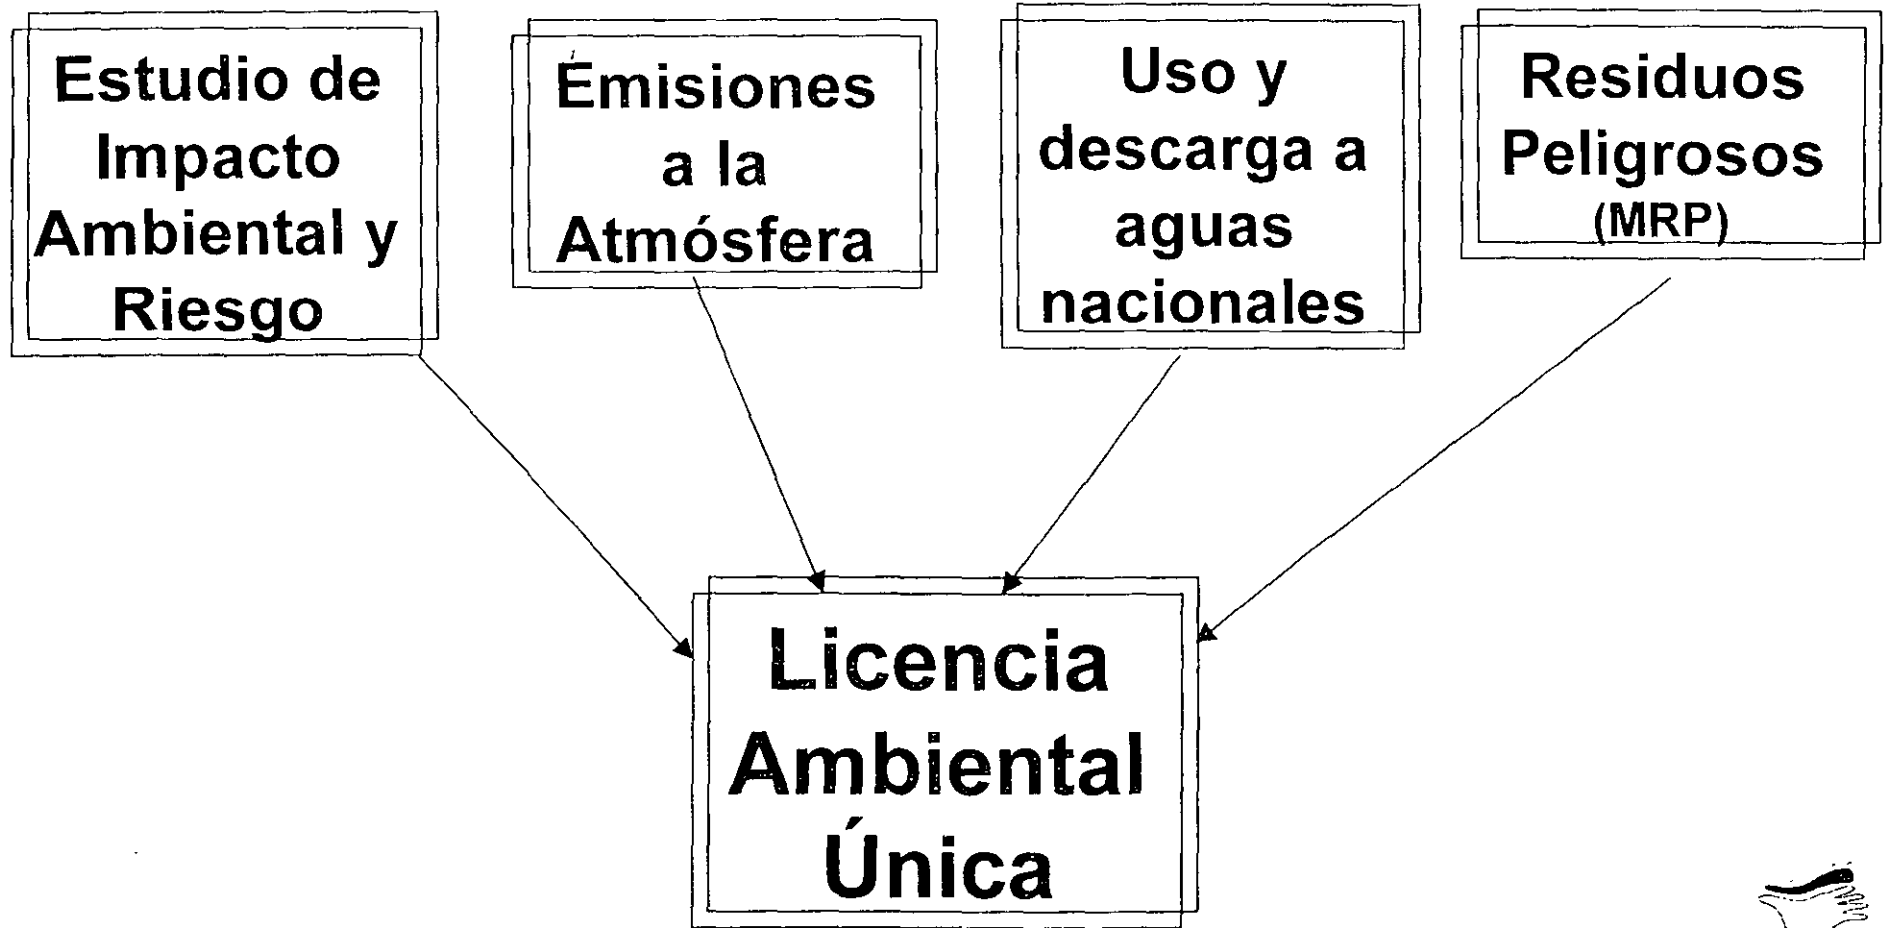 Estudio de
Impacto
Ambiental y
Riesgo
Emisiones
a la
Atmósfera
Uso y
descarga a
aguas
nacionales
Residuos
Peligrosos
(MRP)
Licencia
Ambiental
Única